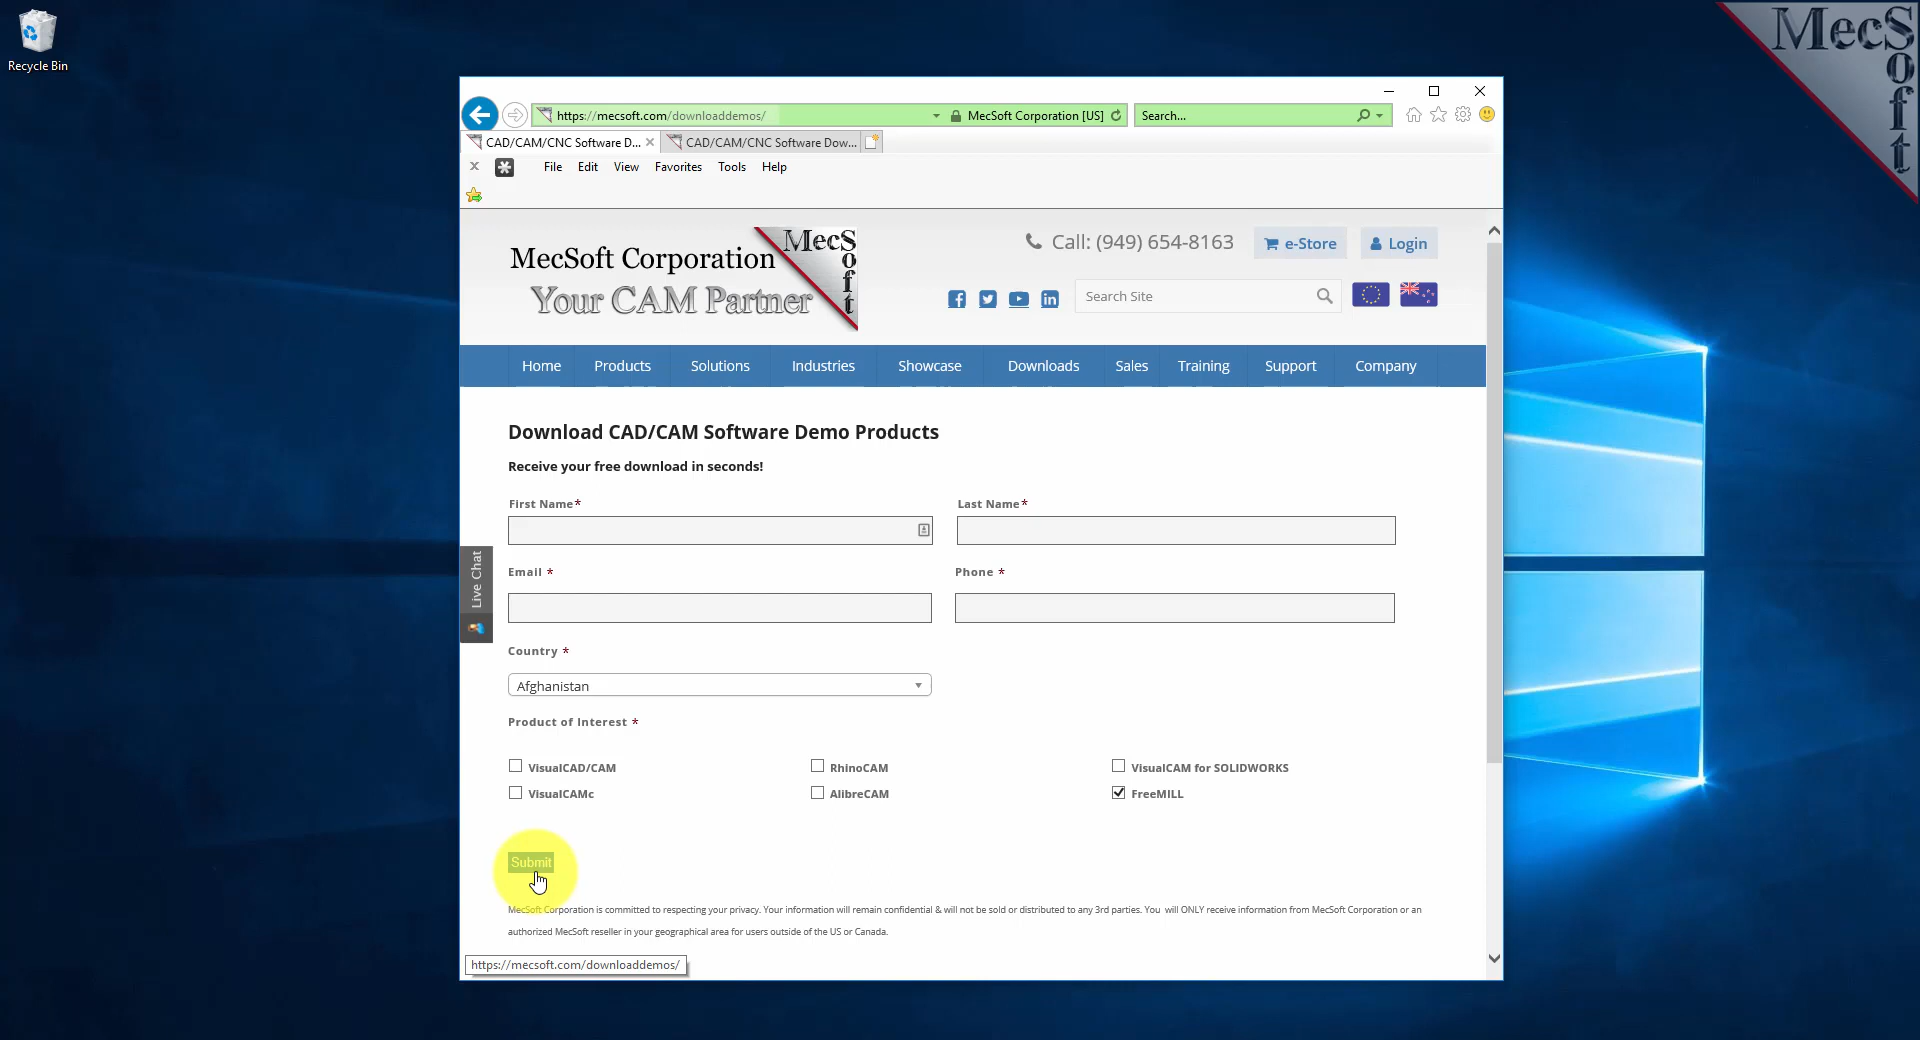 Recycle Bin
MecSoft
https://mecsoft.com/downloaddemos/
MecSoft Corporation [US]
Search...
CAD/CAM/CNC Software D...
CAD/CAM/CNC Software Dow...
File Edit View Favorites Tools Help
MecSoft Corporation
Your CAM Partner
MecSoft
Call: (949) 654-8163
e-Store
Login
Search Site
Home Products Solutions Industries Showcase Downloads Sales Training Support Company
Download CAD/CAM Software Demo Products
Receive your free download in seconds!
First Name*
Last Name*
Live Chat
Email *
Phone *
Country *
Afghanistan
Product of Interest *
VisualCAD/CAM
RhinoCAM
VisualCAM for SOLIDWORKS
VisualCAMc
AlibreCAM
FreeMILL
Submit
MecSoft Corporation is committed to respecting your privacy. Your information will remain confidential & will not be sold or distributed to any 3rd parties. You will ONLY receive information from MecSoft Corporation or an
authorized MecSoft reseller in your geographical area for users outside of the US or Canada.
https://mecsoft.com/downloaddemos/